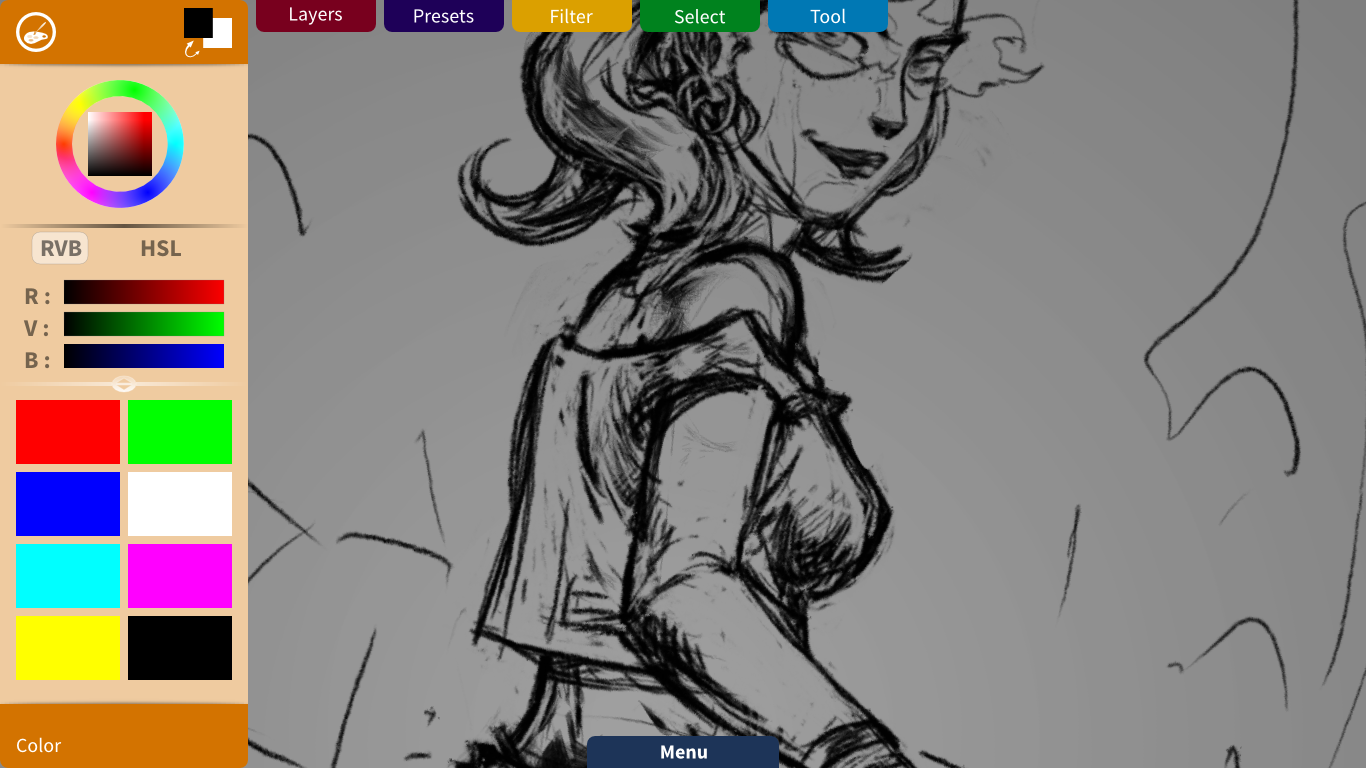 Layers
Presets
Filter
Select
Tool
RVB
HSL
R :
V :
B :
Color
Menu